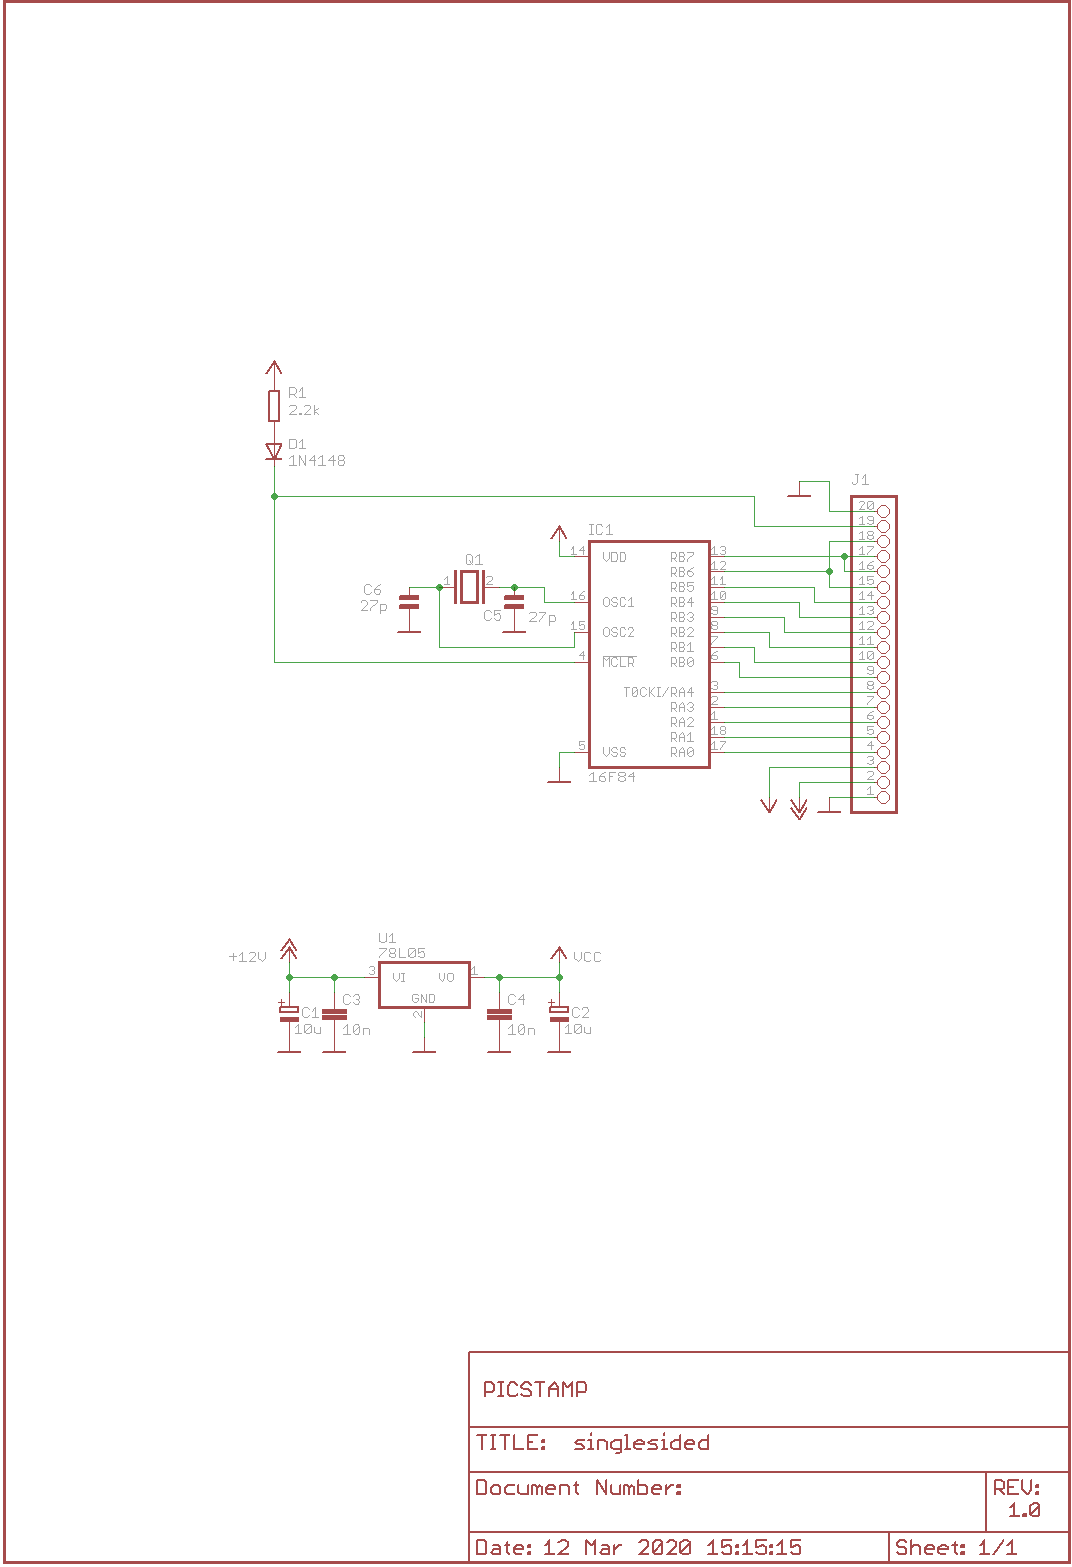 R1
2.2k
D1
1N4148
J1
20
19
18
17
16
15
14
13
12
11
10
9
8
7
6
5
4
3
2
1
IC1
14 VDD RB7 13
RB6 12
RB5 11
16 OSC1 RB4 10
RB3 9
15 OSC2 RB2 8
RB1 7
4 MCLR RB0 6
T0CKI/RA4 3
RA3 2
RA2 1
RA1 18
5 VSS RA0 17
16F84
Q1
1 2
C6
27p
C5 27p
+12V
U1
78L05
3 VI VO 1
GND
2
VCC
+
C1
10u
C3
10n
C4
10n
+
C2
10u
PICSTAMP
TITLE: singlesided
Document Number:
REV:
1.0
Date: 12 Mar 2020 15:15:15
Sheet: 1/1